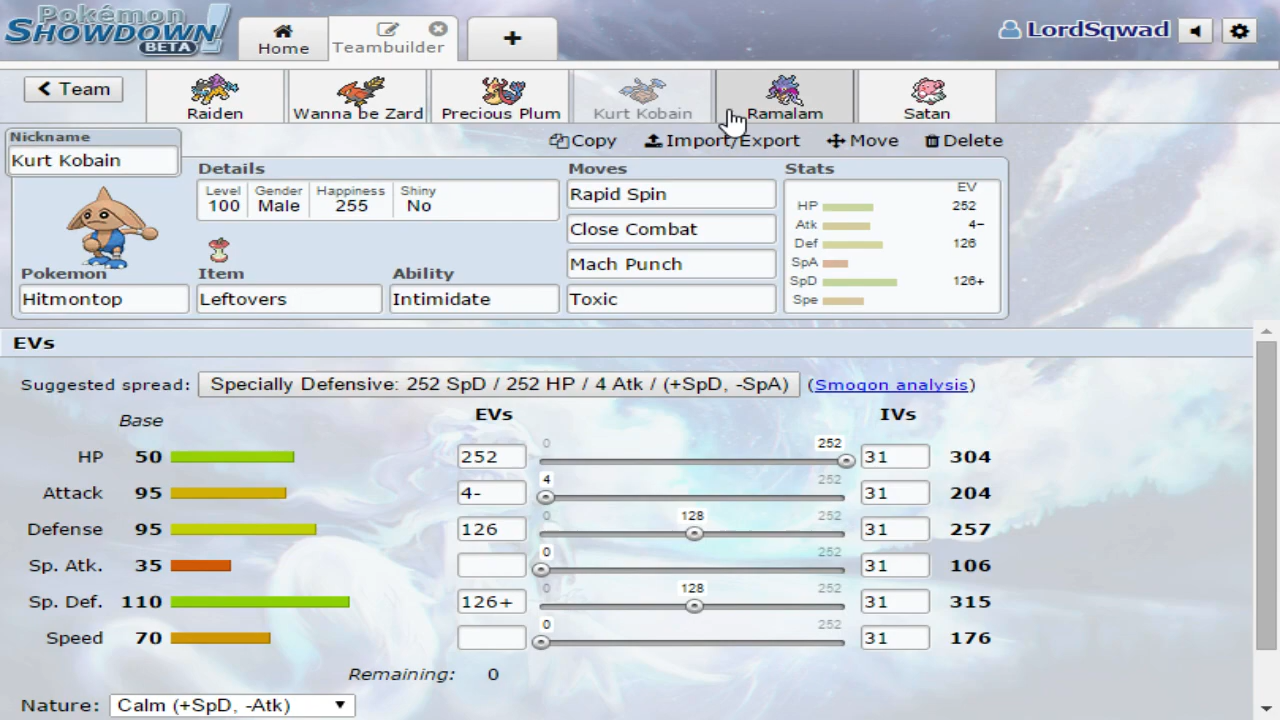 Pokémon
SHOWDOWN!
BETA
Home
Teambuilder
+
LordSqwad
Team
Raiden
Wanna be Zard
Precious Plum
Kurt Kobain
Ramalam
Satan
Nickname
Kurt Kobain
Copy Import/Export Move Delete
Details
Moves
Stats
Level Gender Happiness Shiny
100 Male 255 No
Rapid Spin
Close Combat
Mach Punch
Toxic
EV
HP 252
Atk 4−
Def 126
SpA
SpD 126+
Spe
Pokemon
Item
Ability
Hitmontop
Leftovers
Intimidate
EVs
Suggested spread: Specially Defensive: 252 SpD / 252 HP / 4 Atk / (+SpD, -SpA) (Smogon analysis)
Base EVs IVs
HP 50 252 0 252 31 304
Attack 95 4- 4 252 31 204
Defense 95 126 0 128 252 31 257
Sp. Atk. 35 0 252 31 106
Sp. Def. 110 126+ 0 128 252 31 315
Speed 70 0 252 31 176
Remaining: 0
Nature: Calm (+SpD, -Atk)